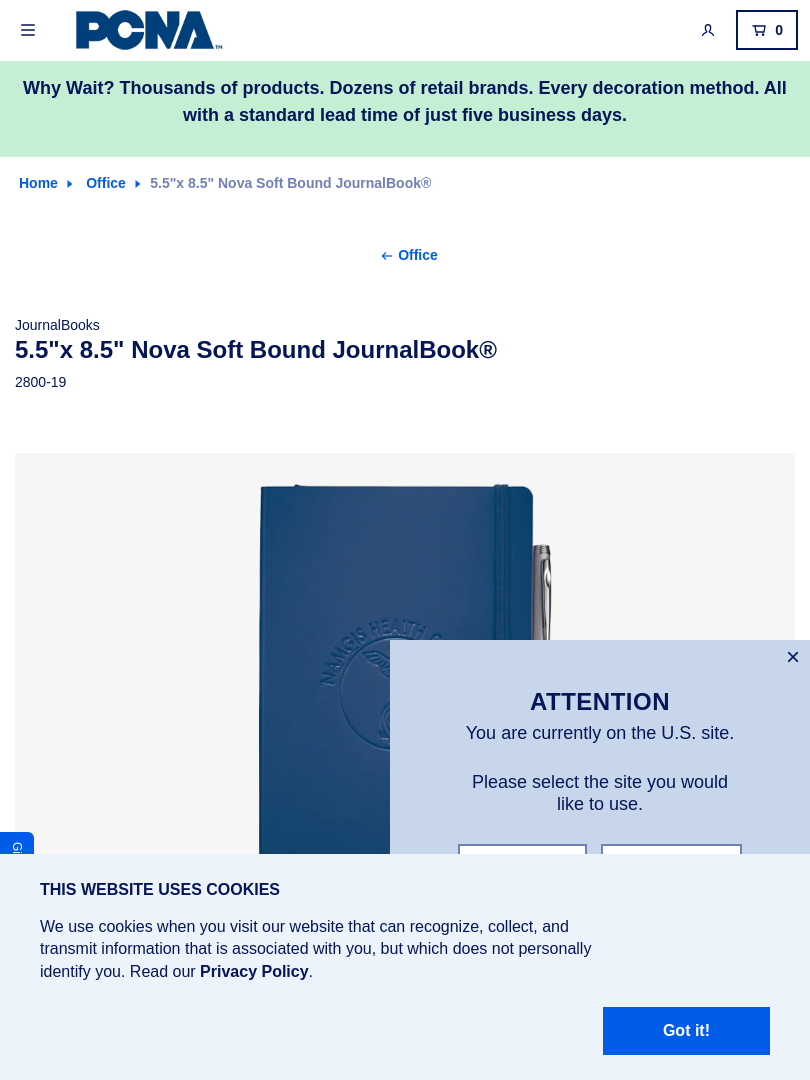 PCNA™
0
Why Wait? Thousands of products. Dozens of retail brands. Every decoration method. All
with a standard lead time of just five business days.
Home Office 5.5"x 8.5" Nova Soft Bound JournalBook®
← Office
JournalBooks
5.5"x 8.5" Nova Soft Bound JournalBook®
2800-19
NAMGIS HEALTH
×
ATTENTION
You are currently on the U.S. site.
Please select the site you would
like to use.
THIS WEBSITE USES COOKIES
We use cookies when you visit our website that can recognize, collect, and
transmit information that is associated with you, but which does not personally
identify you. Read our Privacy Policy.
Got it!